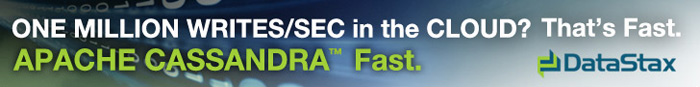 ONE MILLION WRITES/SEC in the CLOUD? That's Fast.
APACHE CASSANDRA™ Fast.
DataStax